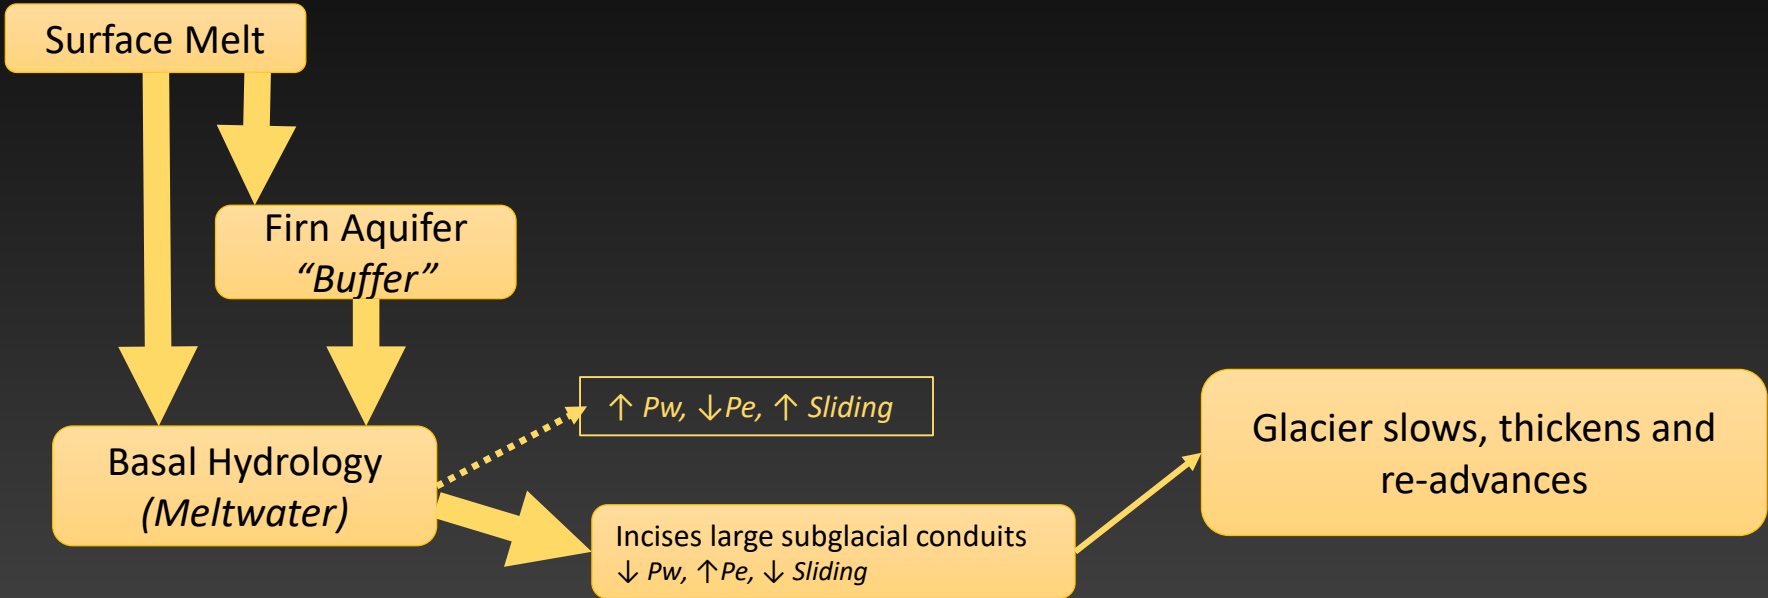 Surface Melt
Firn Aquifer
“Buffer”
↑ Pw, ↓Pe, ↑ Sliding
Basal Hydrology
(Meltwater)
Incises large subglacial conduits
↓ Pw, ↑Pe, ↓ Sliding
Glacier slows, thickens and
re-advances